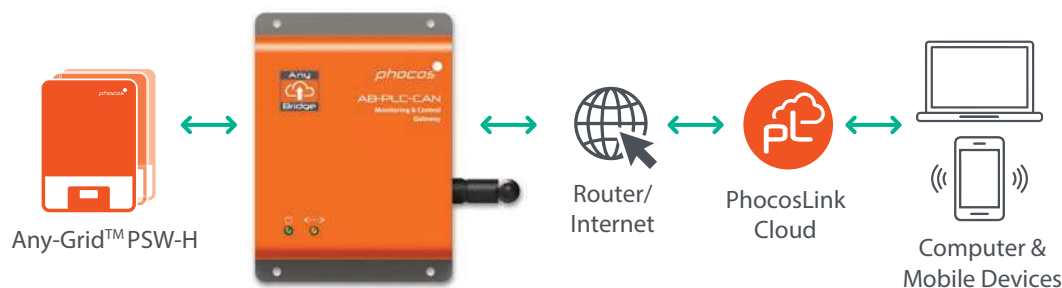 phocos
Any-Grid™ PSW-H
Any
Bridge
phocos
AB-PLC-CAN
Monitoring & Control
Gateway
<···>
Router/
Internet
pL
PhocosLink
Cloud
Computer &
Mobile Devices